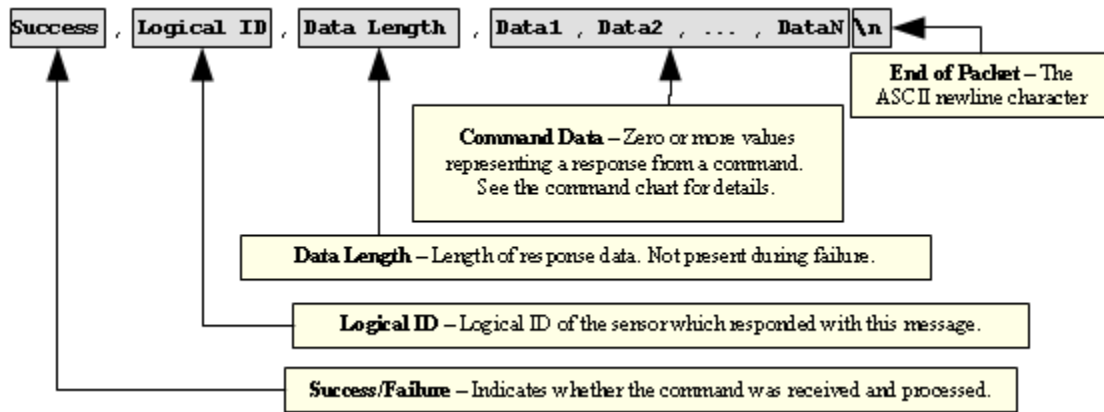 Success , Logical ID , Data Length , Data1 , Data2 , ... , DataN \n
End of Packet – The
ASCII newline character
Command Data – Zero or more values
representing a response from a command.
See the command chart for details.
Data Length – Length of response data. Not present during failure.
Logical ID – Logical ID of the sensor which responded with this message.
Success/Failure – Indicates whether the command was received and processed.